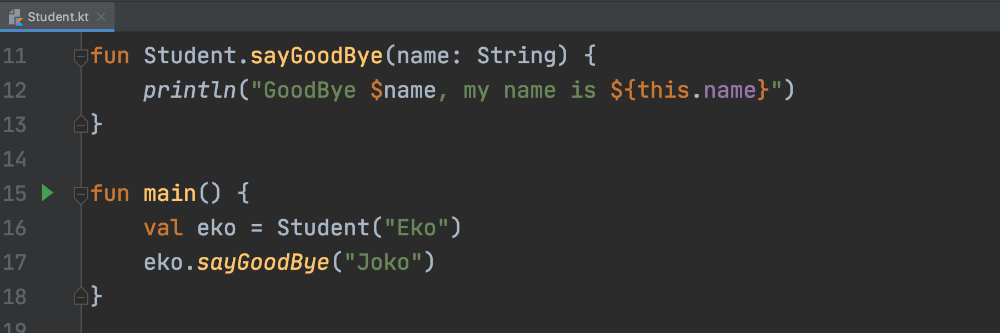 Student.kt
11 fun Student.sayGoodBye(name: String) {
12     println("GoodBye $name, my name is ${this.name}")
13 }
14
15 fun main() {
16     val eko = Student("Eko")
17     eko.sayGoodBye("Joko")
18 }
19